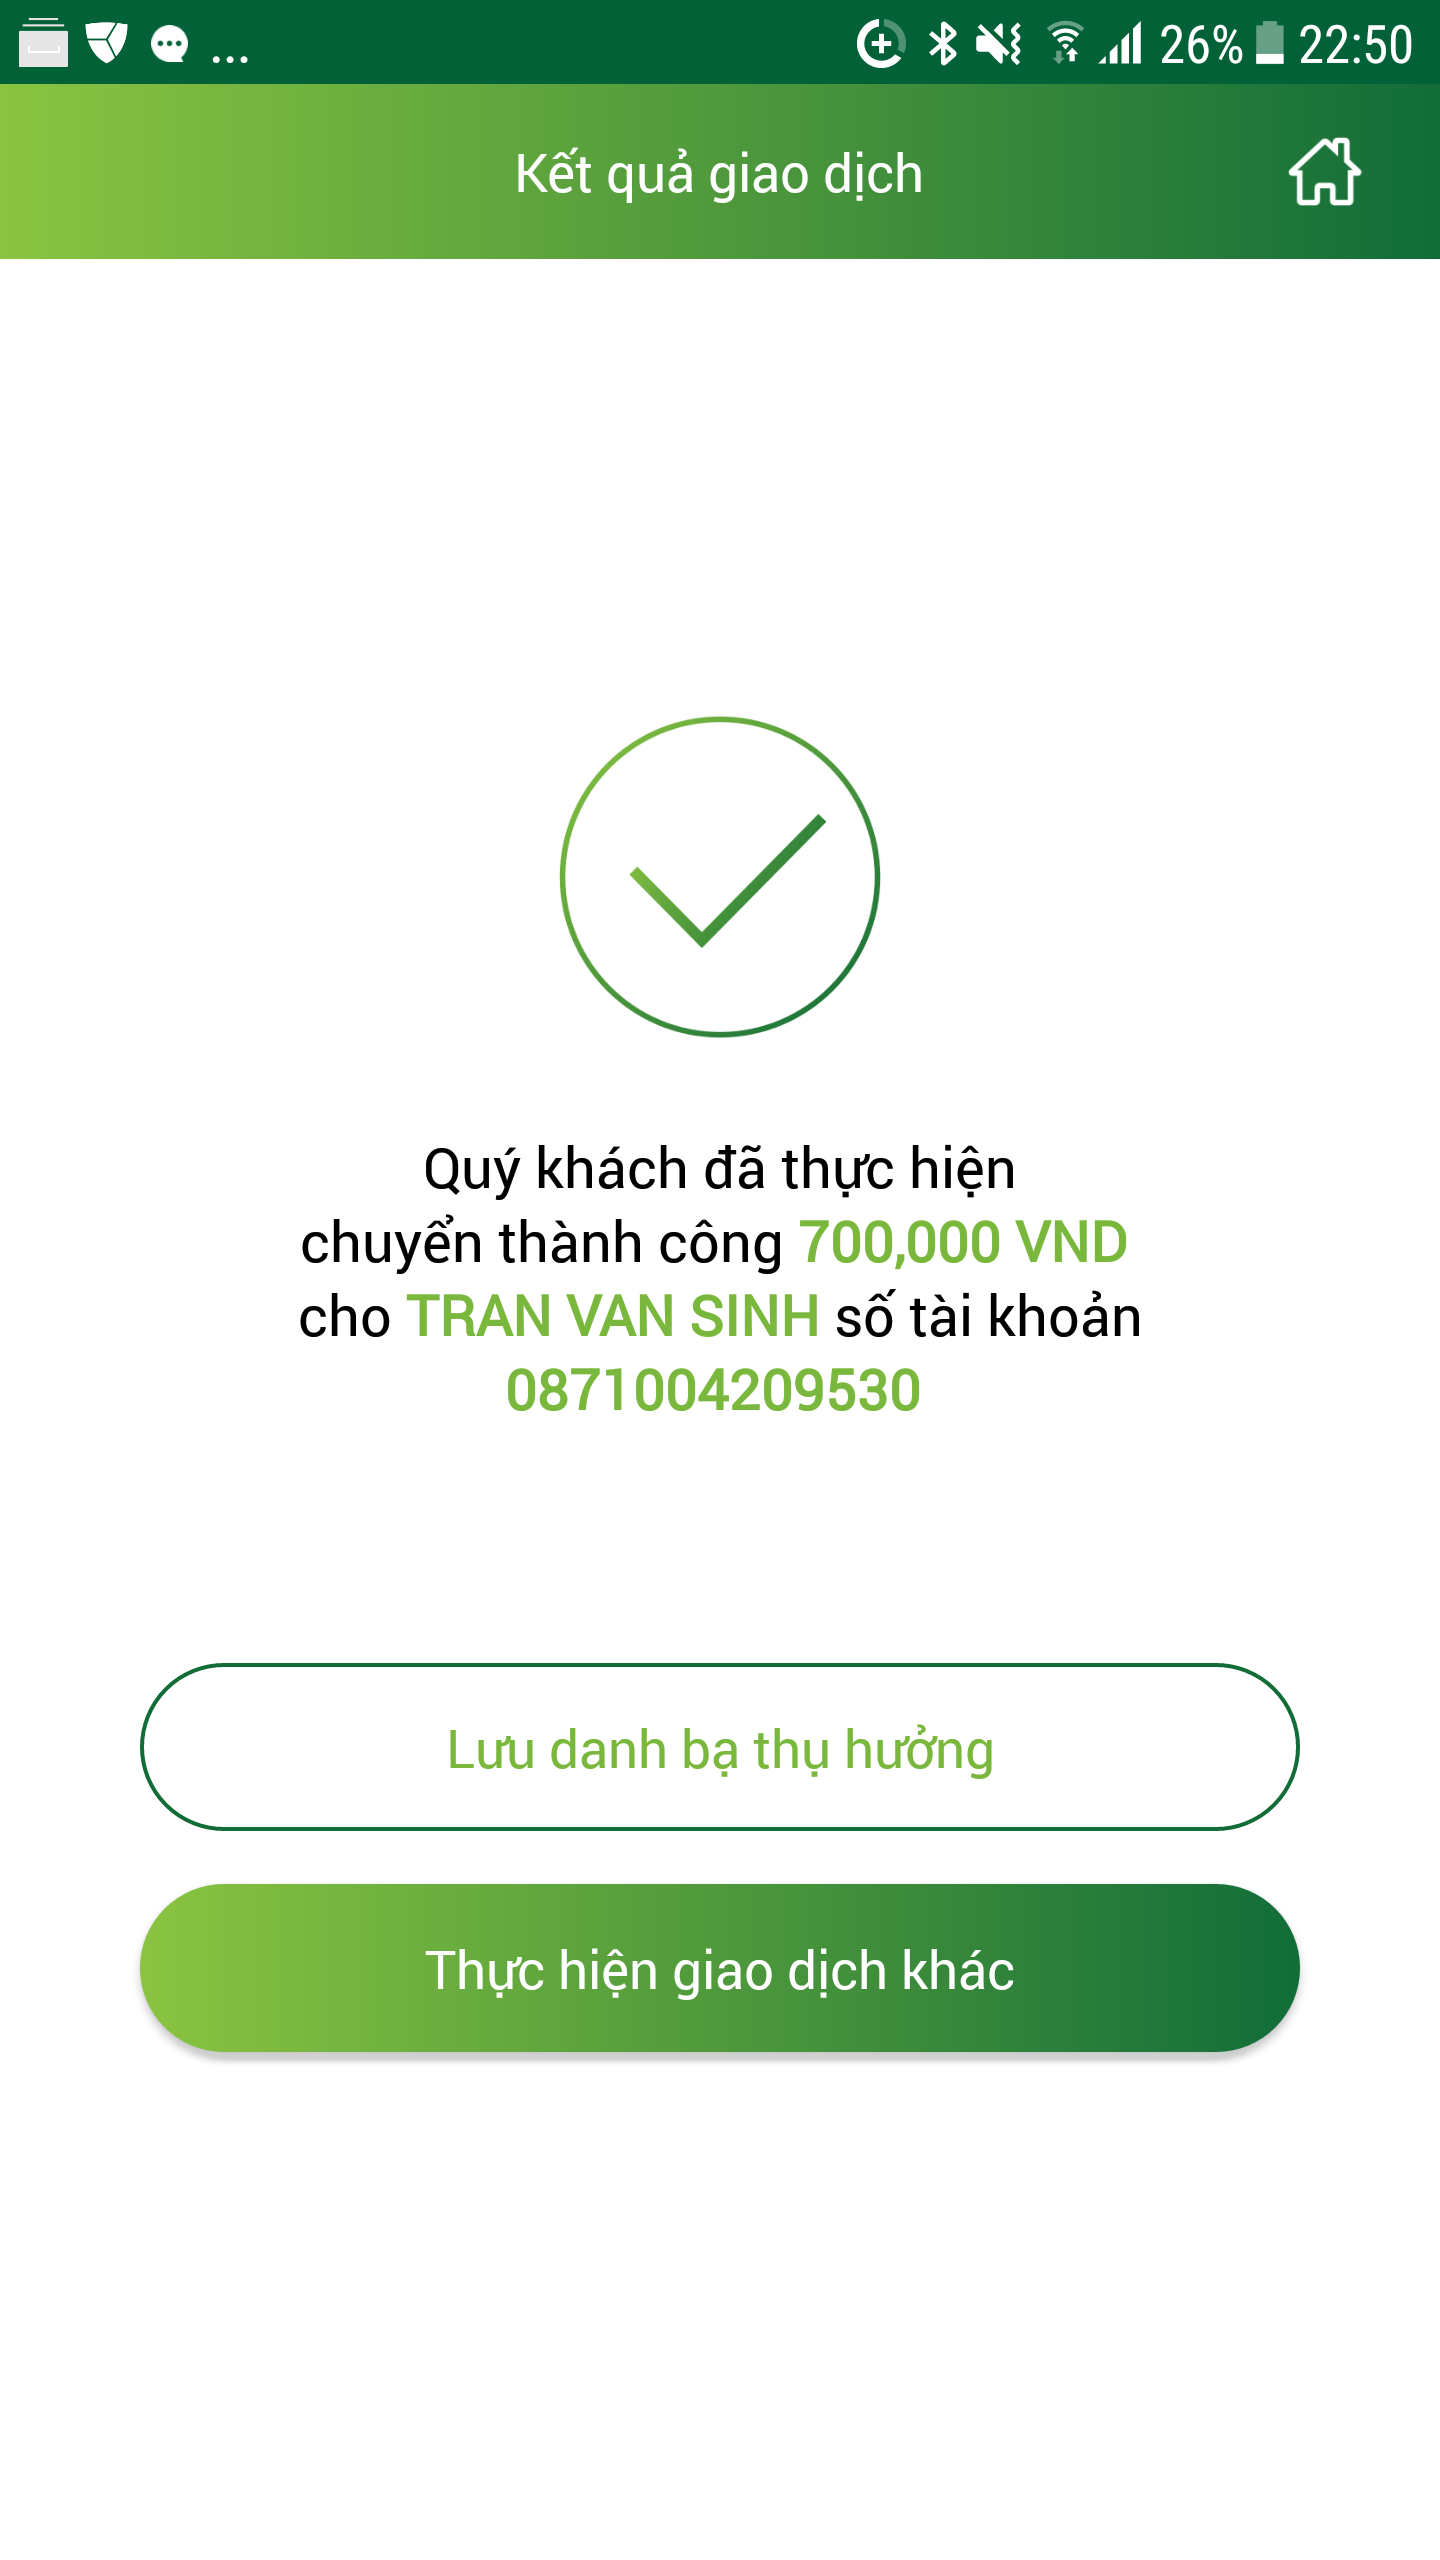 ... 26% 22:50
Kết quả giao dịch
Quý khách đã thực hiện
chuyển thành công 700,000 VND
cho TRAN VAN SINH số tài khoản
0871004209530
Lưu danh bạ thụ hưởng
Thực hiện giao dịch khác